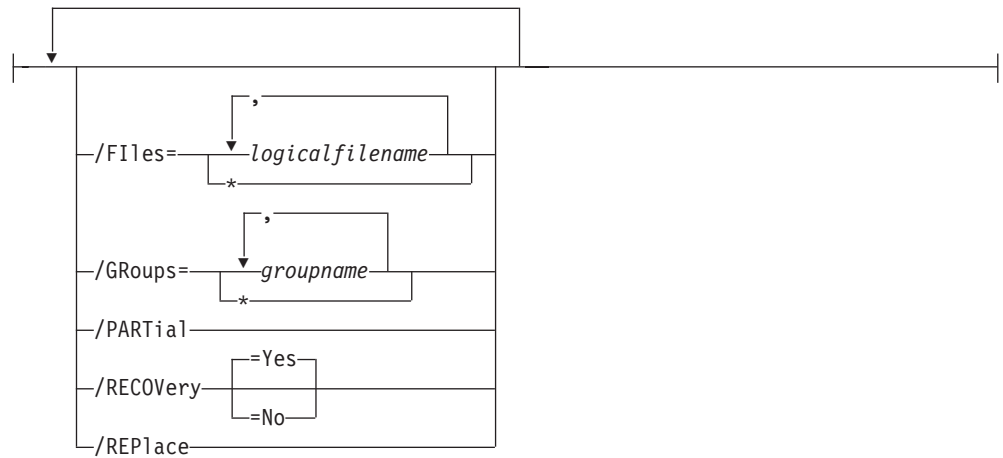 ,
/FIles= logicalfilename
*
,
/GRoups= groupname
*
/PARTial
=Yes
/RECOVery
=No
/REPlace